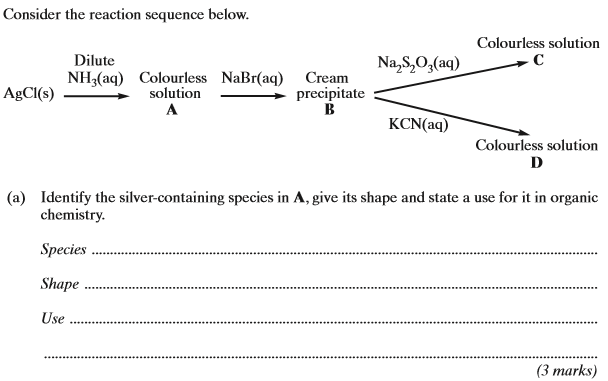 Consider the reaction sequence below.
AgCl(s)
Dilute
NH₃(aq)
Colourless
solution
A
NaBr(aq)
Cream
precipitate
B
Na₂S₂O₃(aq)
Colourless solution
C
KCN(aq)
Colourless solution
D
(a) Identify the silver-containing species in A, give its shape and state a use for it in organic
chemistry.
Species
Shape
Use
(3 marks)